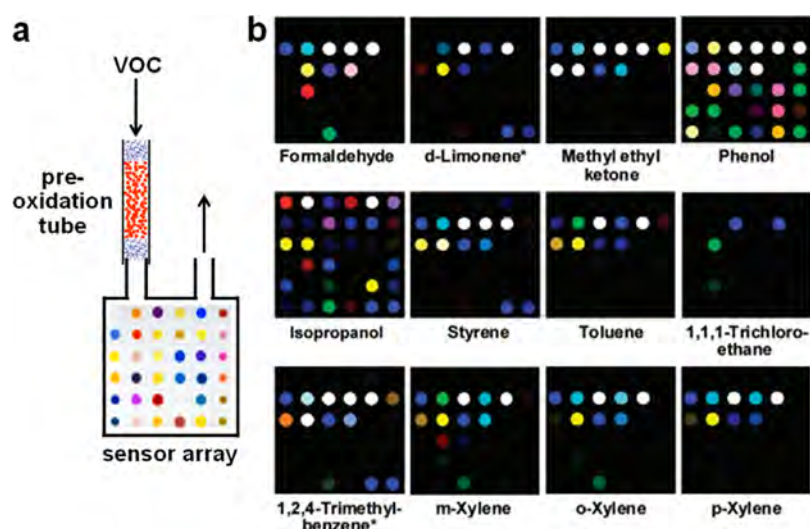 a
VOC
pre-
oxidation
tube
sensor array
b
Formaldehyde
d-Limonene*
Methyl ethyl
ketone
Phenol
Isopropanol
Styrene
Toluene
1,1,1-Trichloro-
ethane
1,2,4-Trimethyl-
benzene*
m-Xylene
o-Xylene
p-Xylene